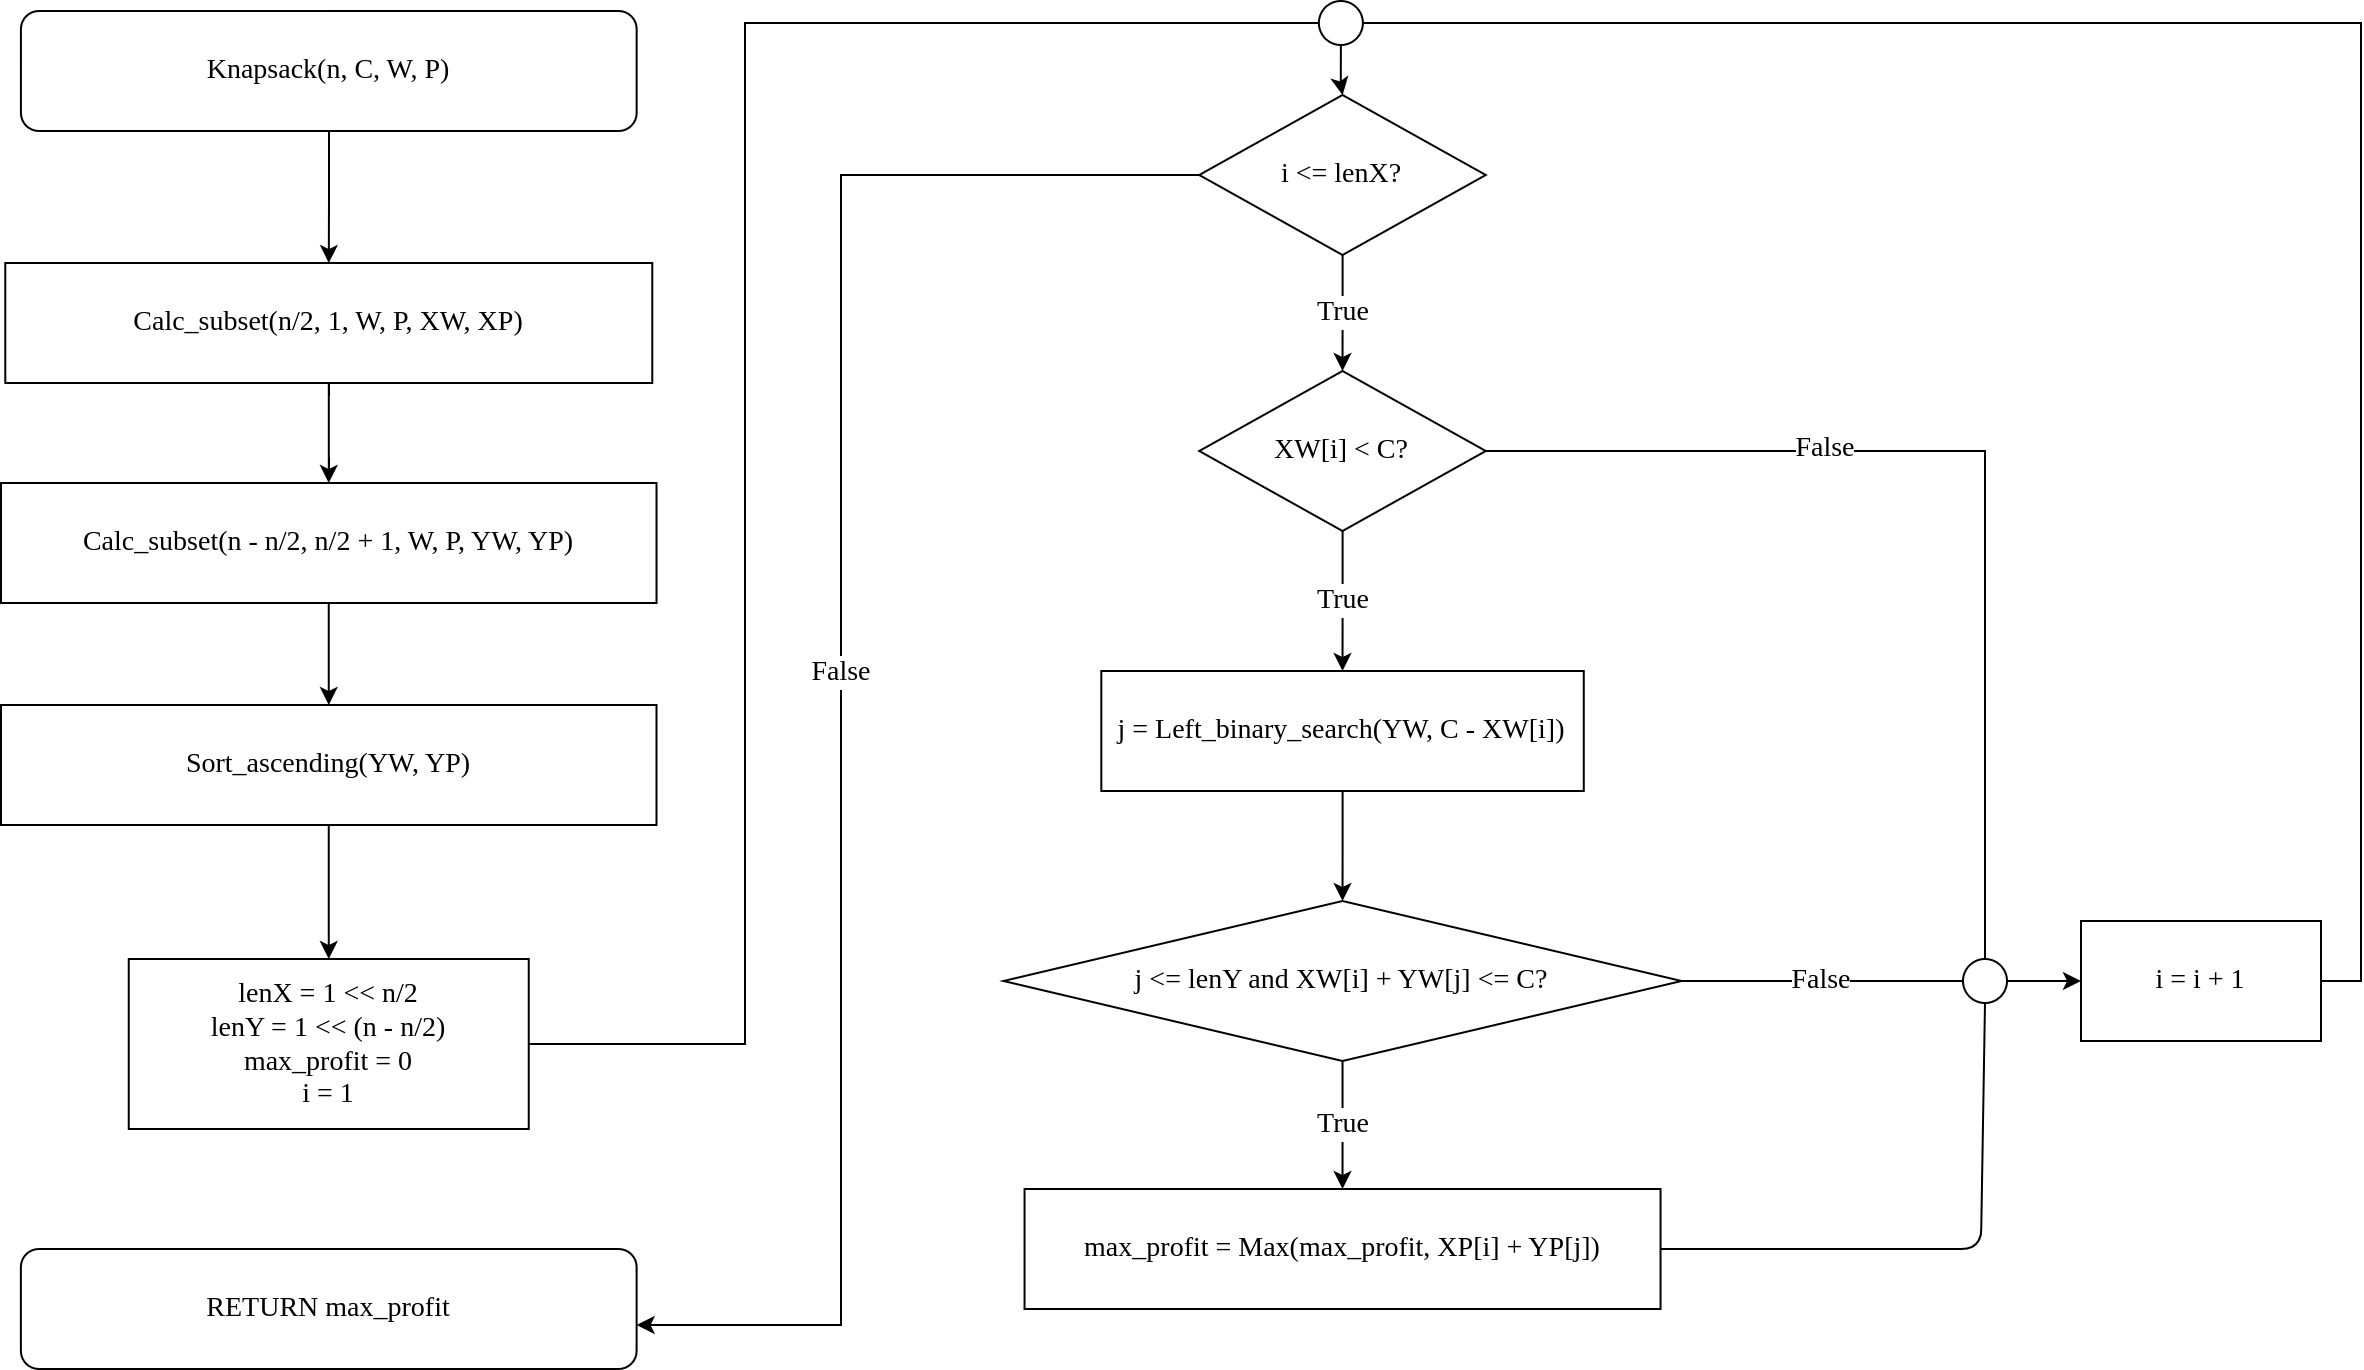 Knapsack(n, C, W, P)
Calc_subset(n/2, 1, W, P, XW, XP)
Calc_subset(n - n/2, n/2 + 1, W, P, YW, YP)
Sort_ascending(YW, YP)
lenX = 1 << n/2
lenY = 1 << (n - n/2)
max_profit = 0
i = 1
RETURN max_profit
False
i <= lenX?
True
XW[i] < C?
False
True
j = Left_binary_search(YW, C - XW[i])
j <= lenY and XW[i] + YW[j] <= C?
False
i = i + 1
True
max_profit = Max(max_profit, XP[i] + YP[j])